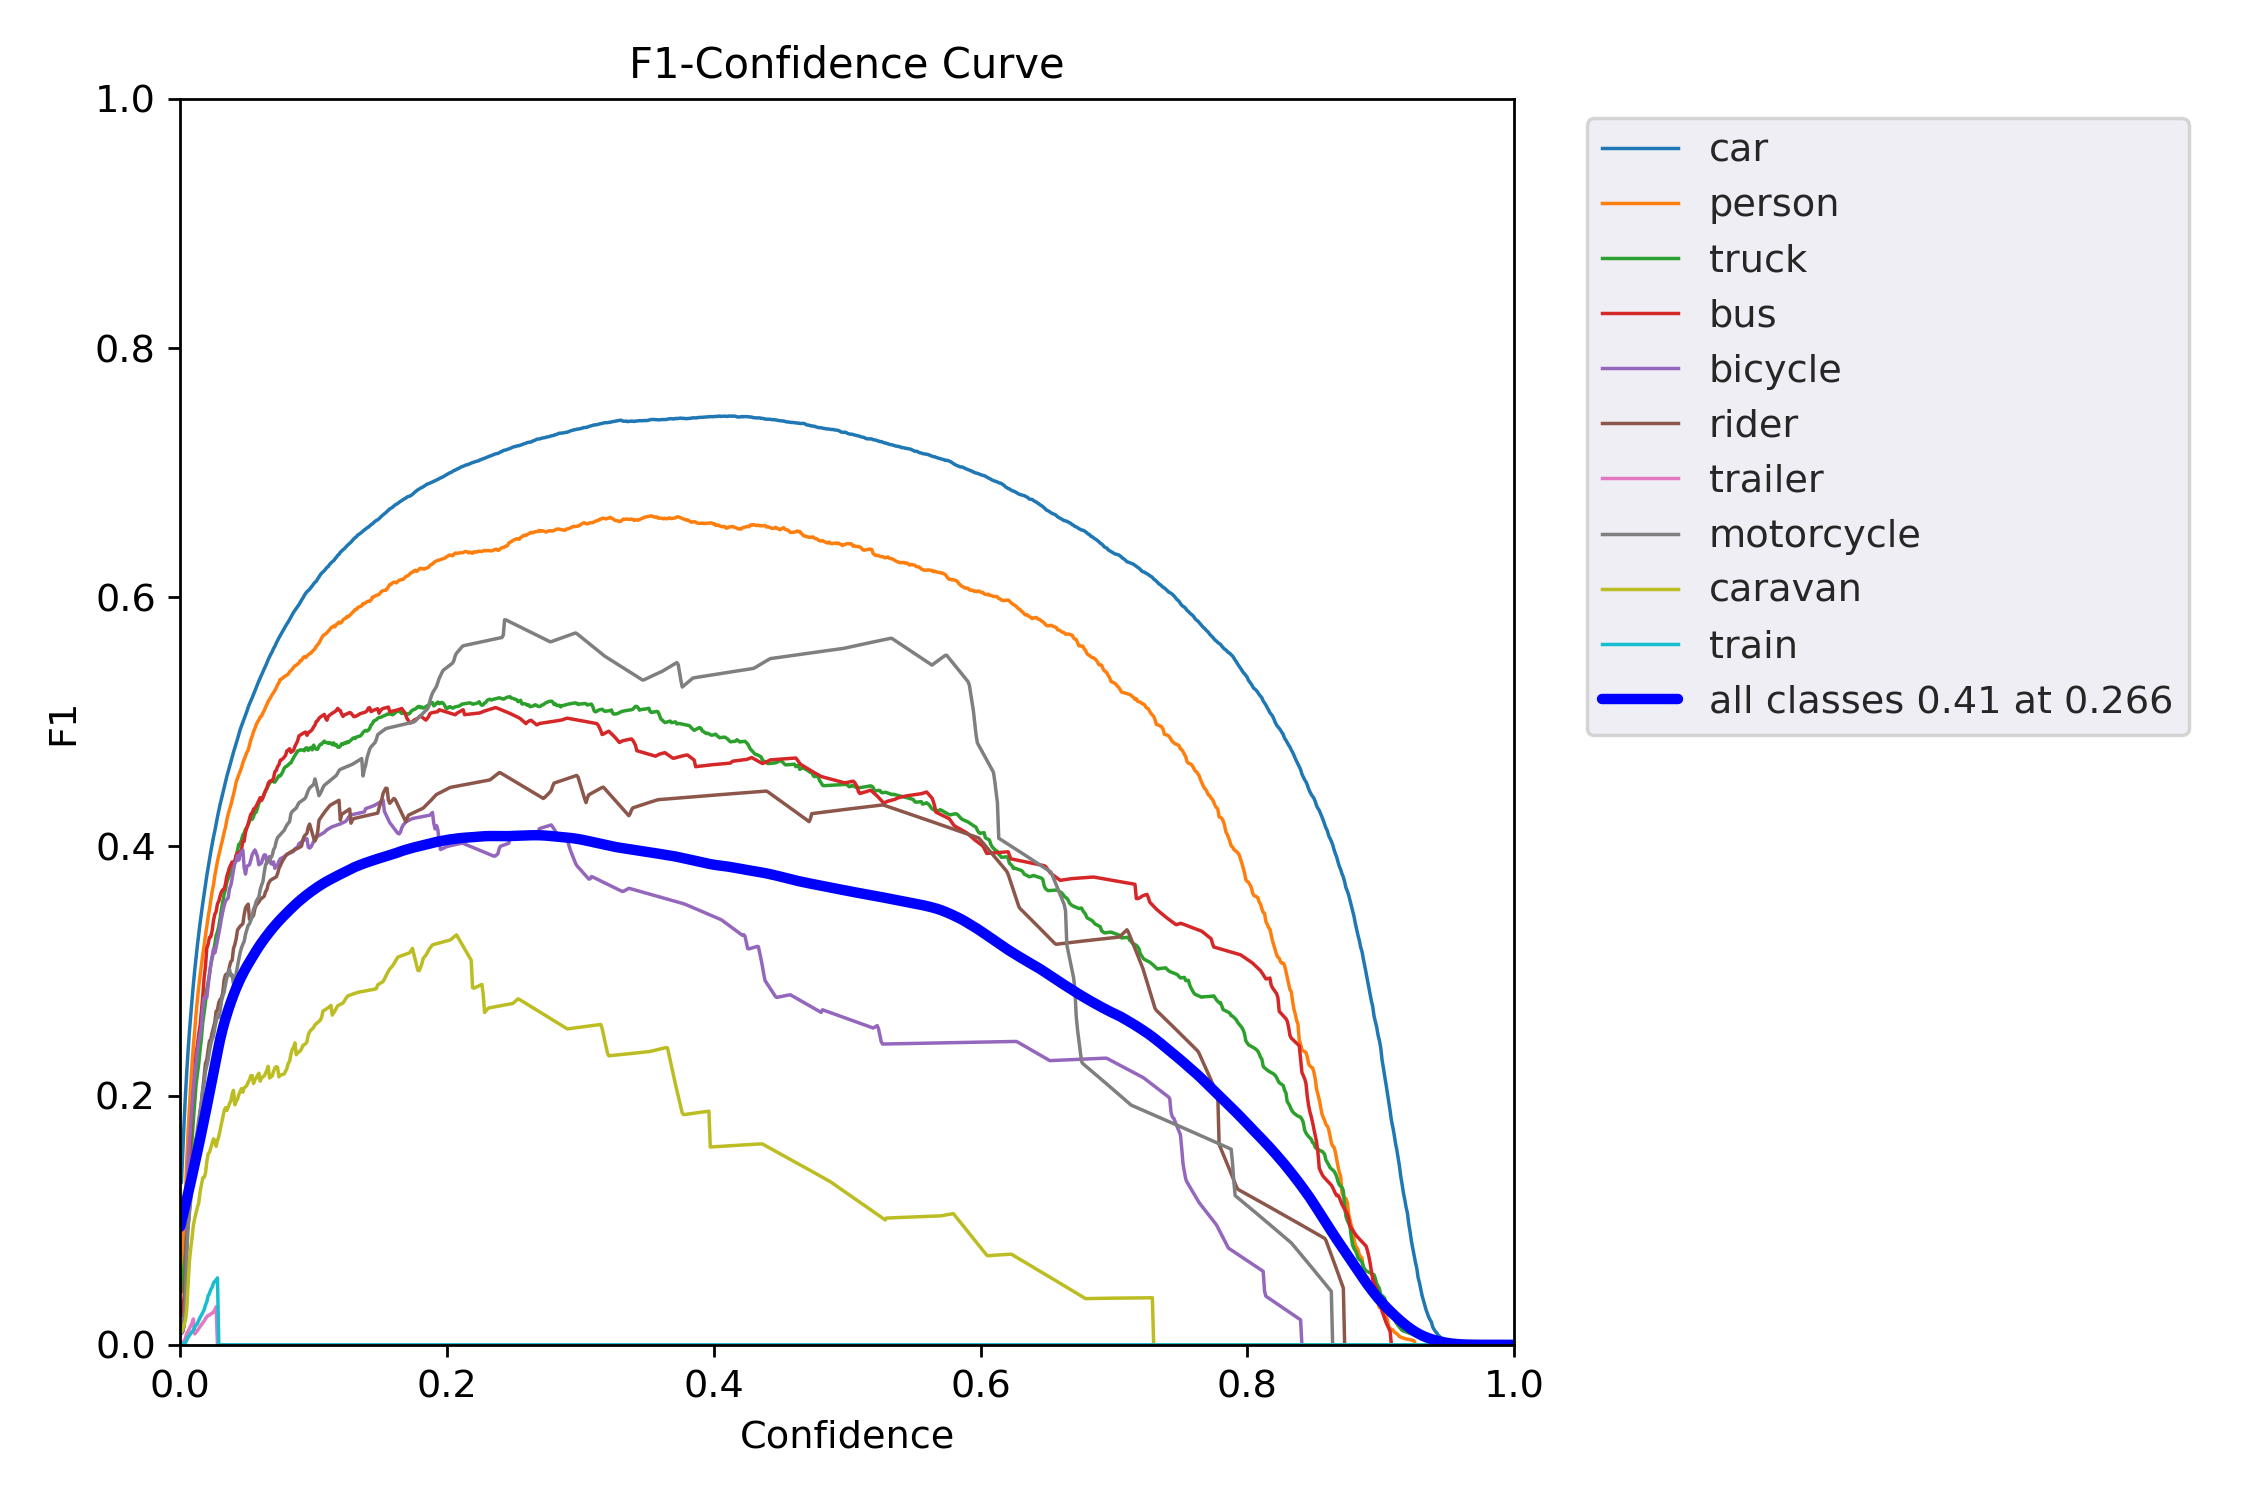 F1-Confidence Curve
1.0
0.8
0.6
0.4
0.2
0.0
F1
0.0 0.2 0.4 0.6 0.8 1.0
Confidence
car
person
truck
bus
bicycle
rider
trailer
motorcycle
caravan
train
all classes 0.41 at 0.266